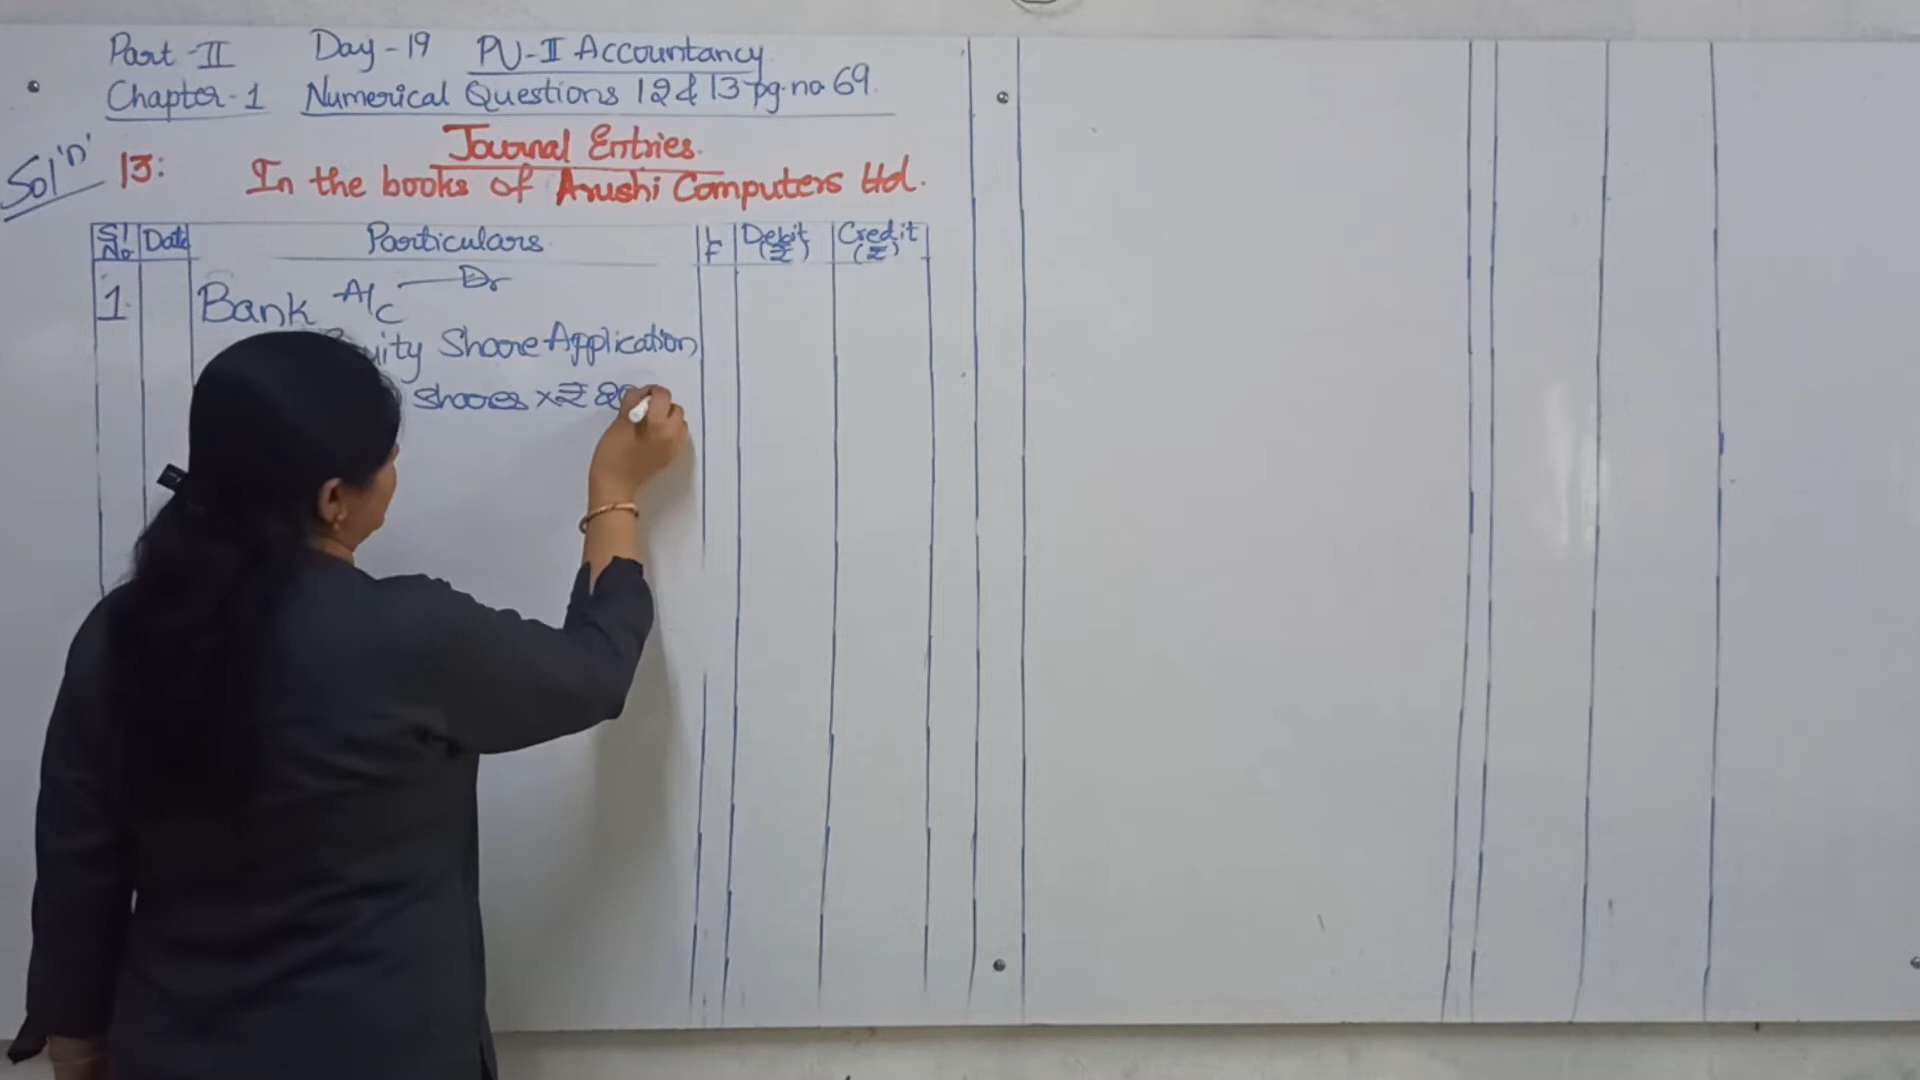 Part-II Day-19 PU-II Accountancy
Chapter-1 Numerical Questions 12 & 13 pg.no 69.
Sol'n' 13: Journal Entries.
In the books of Arushi Computers Ltd.
Sl No Date Particulars L F Debit (₹) Credit (₹)
1 Bank A/c Dr
Share Application
Shares x ₹